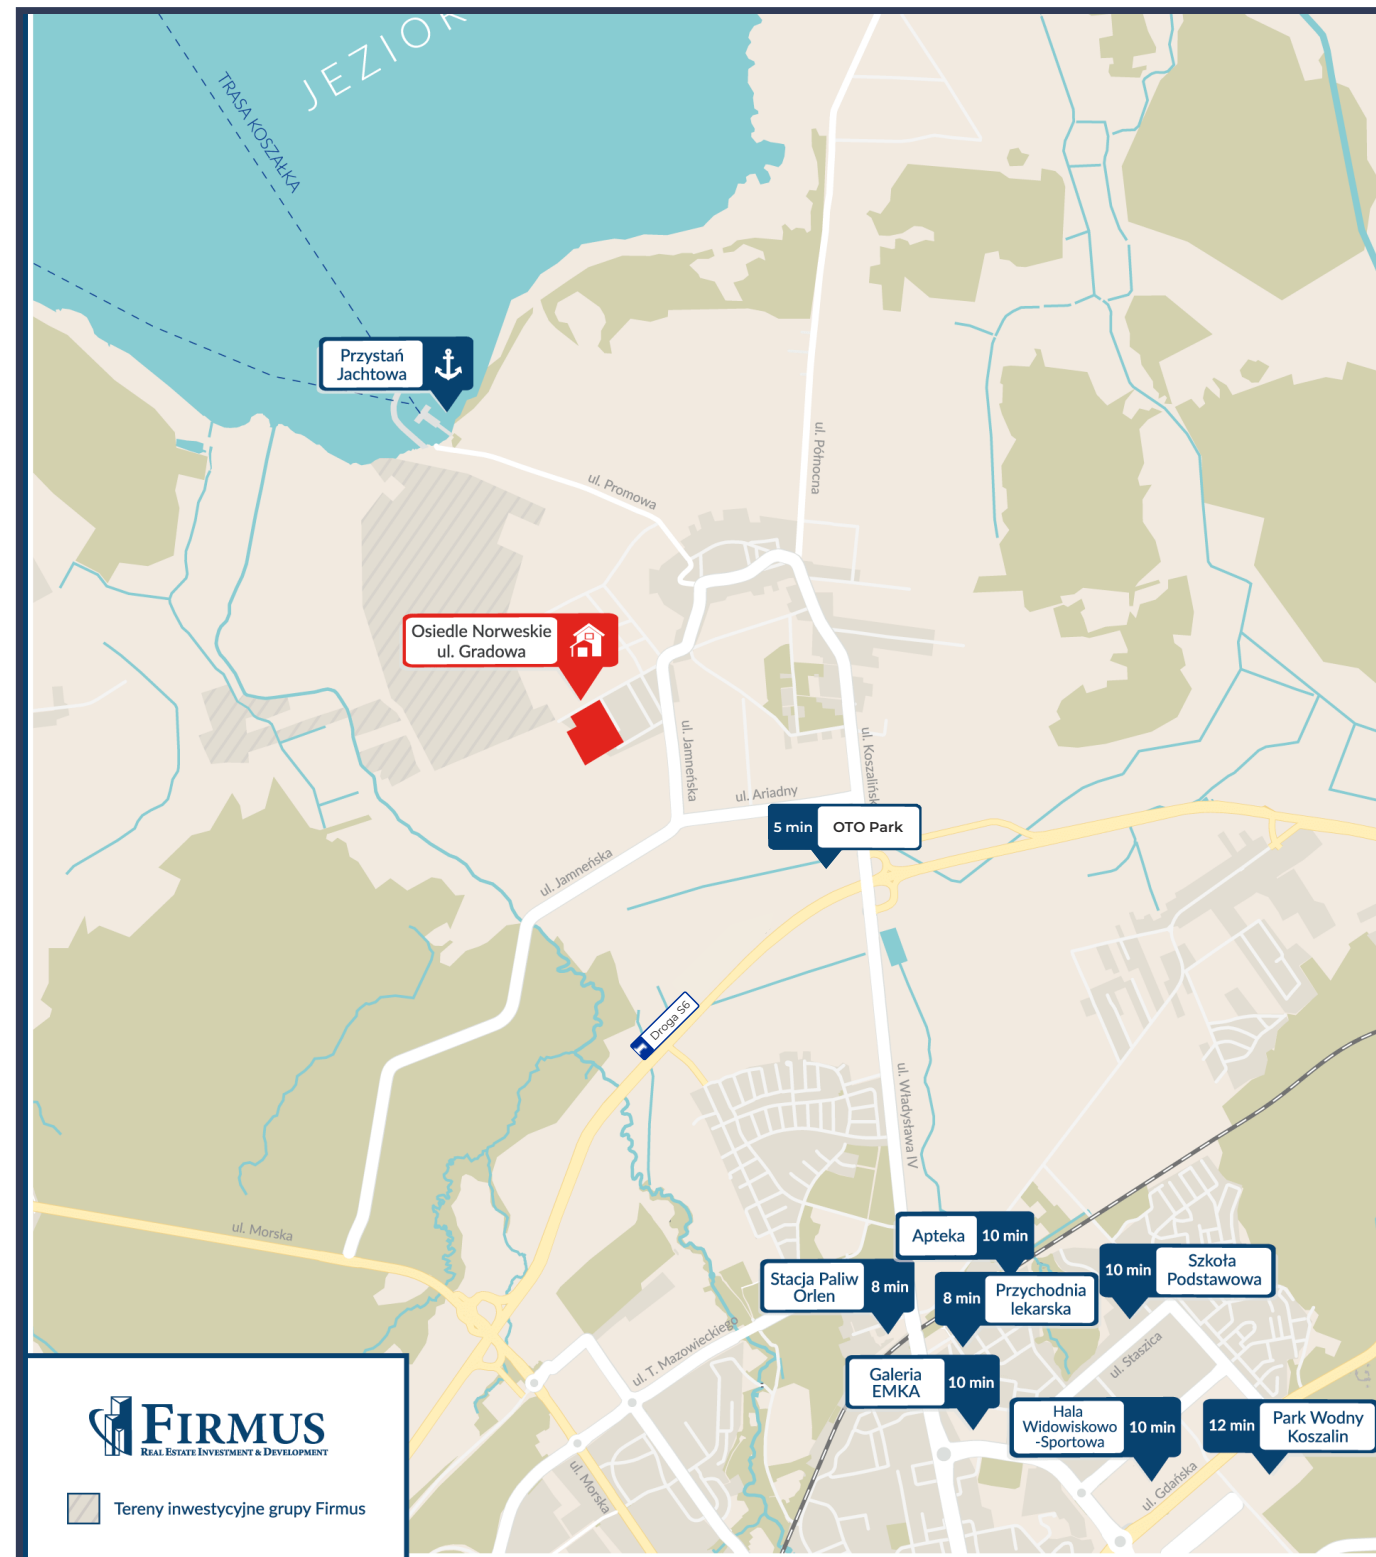 JEZIOR
TRASA KOSZAŁKA
Przystań
Jachtowa
ul. Promowa
ul. Północna
Osiedle Norweskie
ul. Gradowa
ul. Jamneńska
ul. Ariadny
5 min
OTO Park
ul. Jamneńska
Droga S6
ul. Władysława IV
ul. Morska
Apteka
10 min
Stacja Paliw
Orlen
8 min
8 min
Przychodnia
lekarska
10 min
Szkoła
Podstawowa
ul. T. Mazowieckiego
ul. Staszica
Galeria
EMKA
10 min
Hala
Widowiskowo
-Sportowa
10 min
12 min
Park Wodny
Koszalin
ul. Morska
ul. Gdańska
FIRMUS
REAL ESTATE INVESTMENT & DEVELOPMENT
Tereny inwestycyjne grupy Firmus